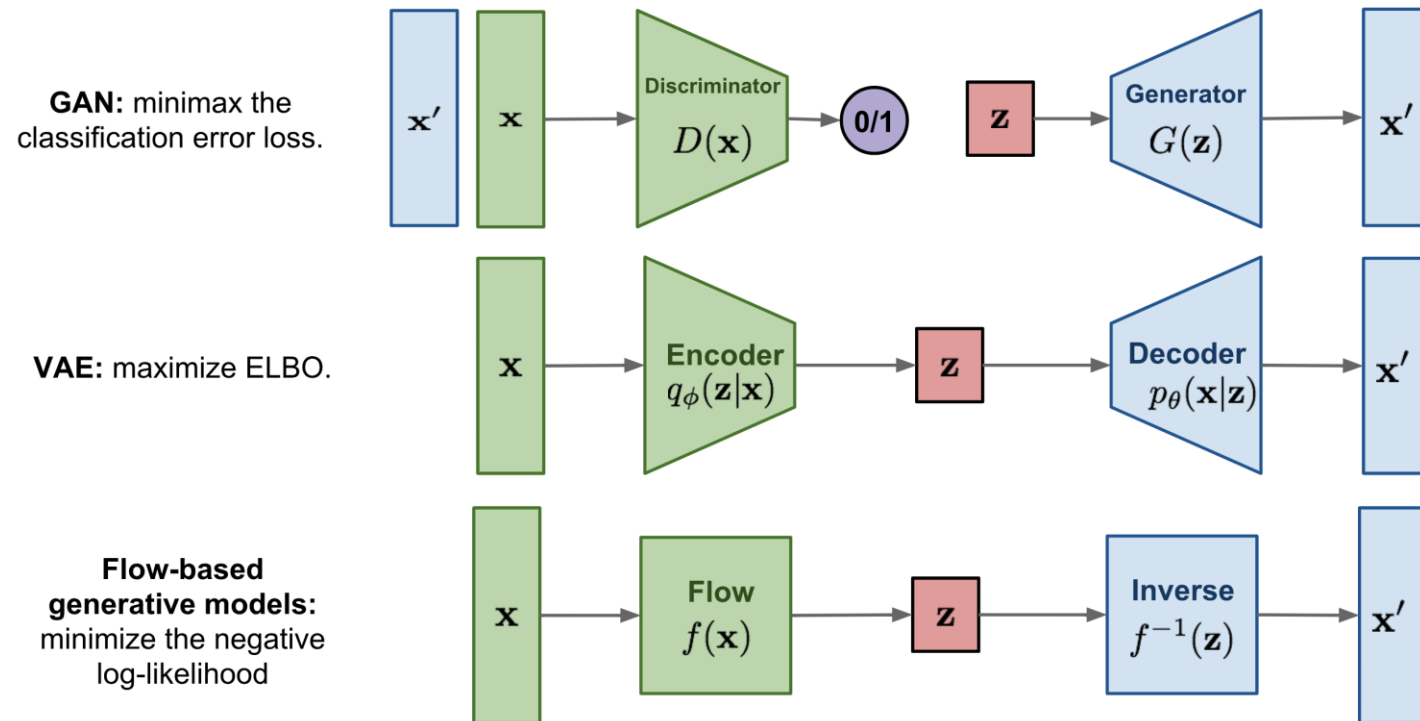 GAN: minimax the
classification error loss.
x′
x
Discriminator
D(x)
0/1
z
Generator
G(z)
x′
VAE: maximize ELBO.
x
Encoder
qϕ(z|x)
z
Decoder
pθ(x|z)
x′
Flow-based
generative models:
minimize the negative
log-likelihood
x
Flow
f(x)
z
Inverse
f⁻¹(z)
x′